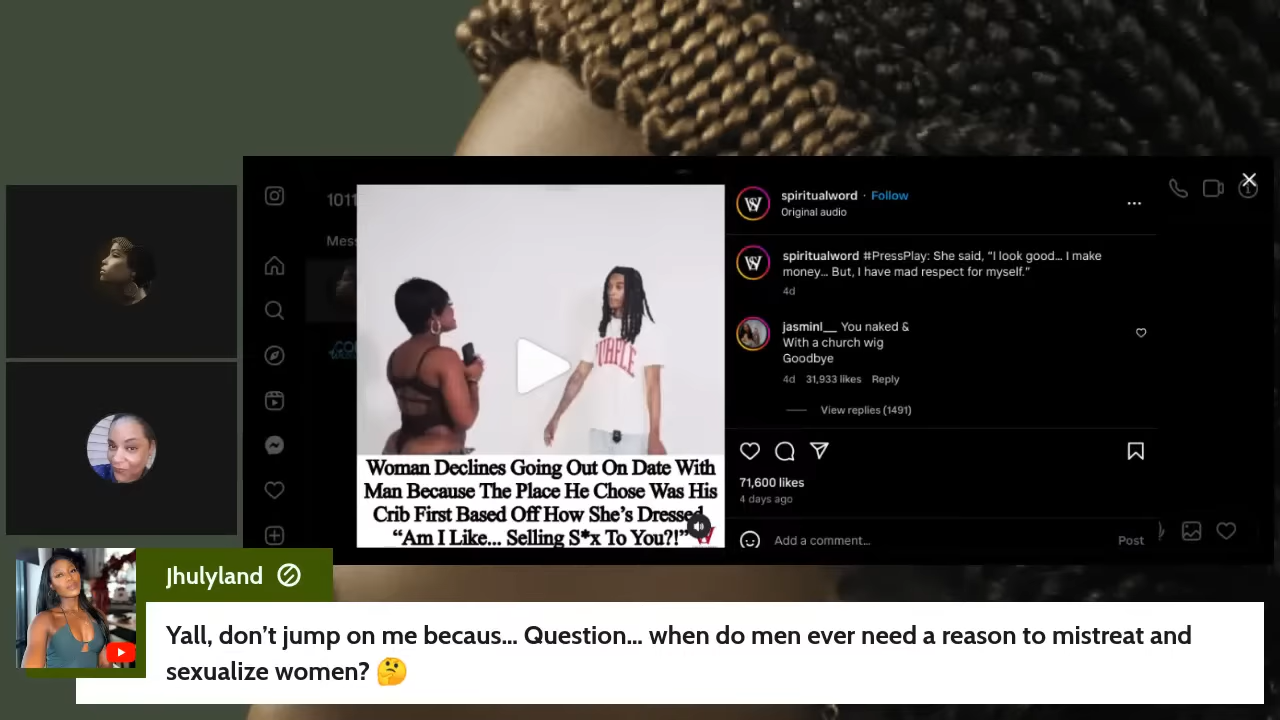 1011
Mess
spiritualword · Follow
Original audio
spiritualword #PressPlay: She said, “I look good... I make
money... But, I have mad respect for myself.”
4d
jasminl__ You naked &
With a church wig
Goodbye
4d 31,933 likes Reply
View replies (1491)
71,600 likes
4 days ago
Add a comment... Post
PURPLE
Woman Declines Going Out On Date With
Man Because The Place He Chose Was His
Crib First Based Off How She’s Dressed
“Am I Like... Selling S*x To You?!”
Jhulyland
Yall, don’t jump on me becaus... Question... when do men ever need a reason to mistreat and
sexualize women? 🤔